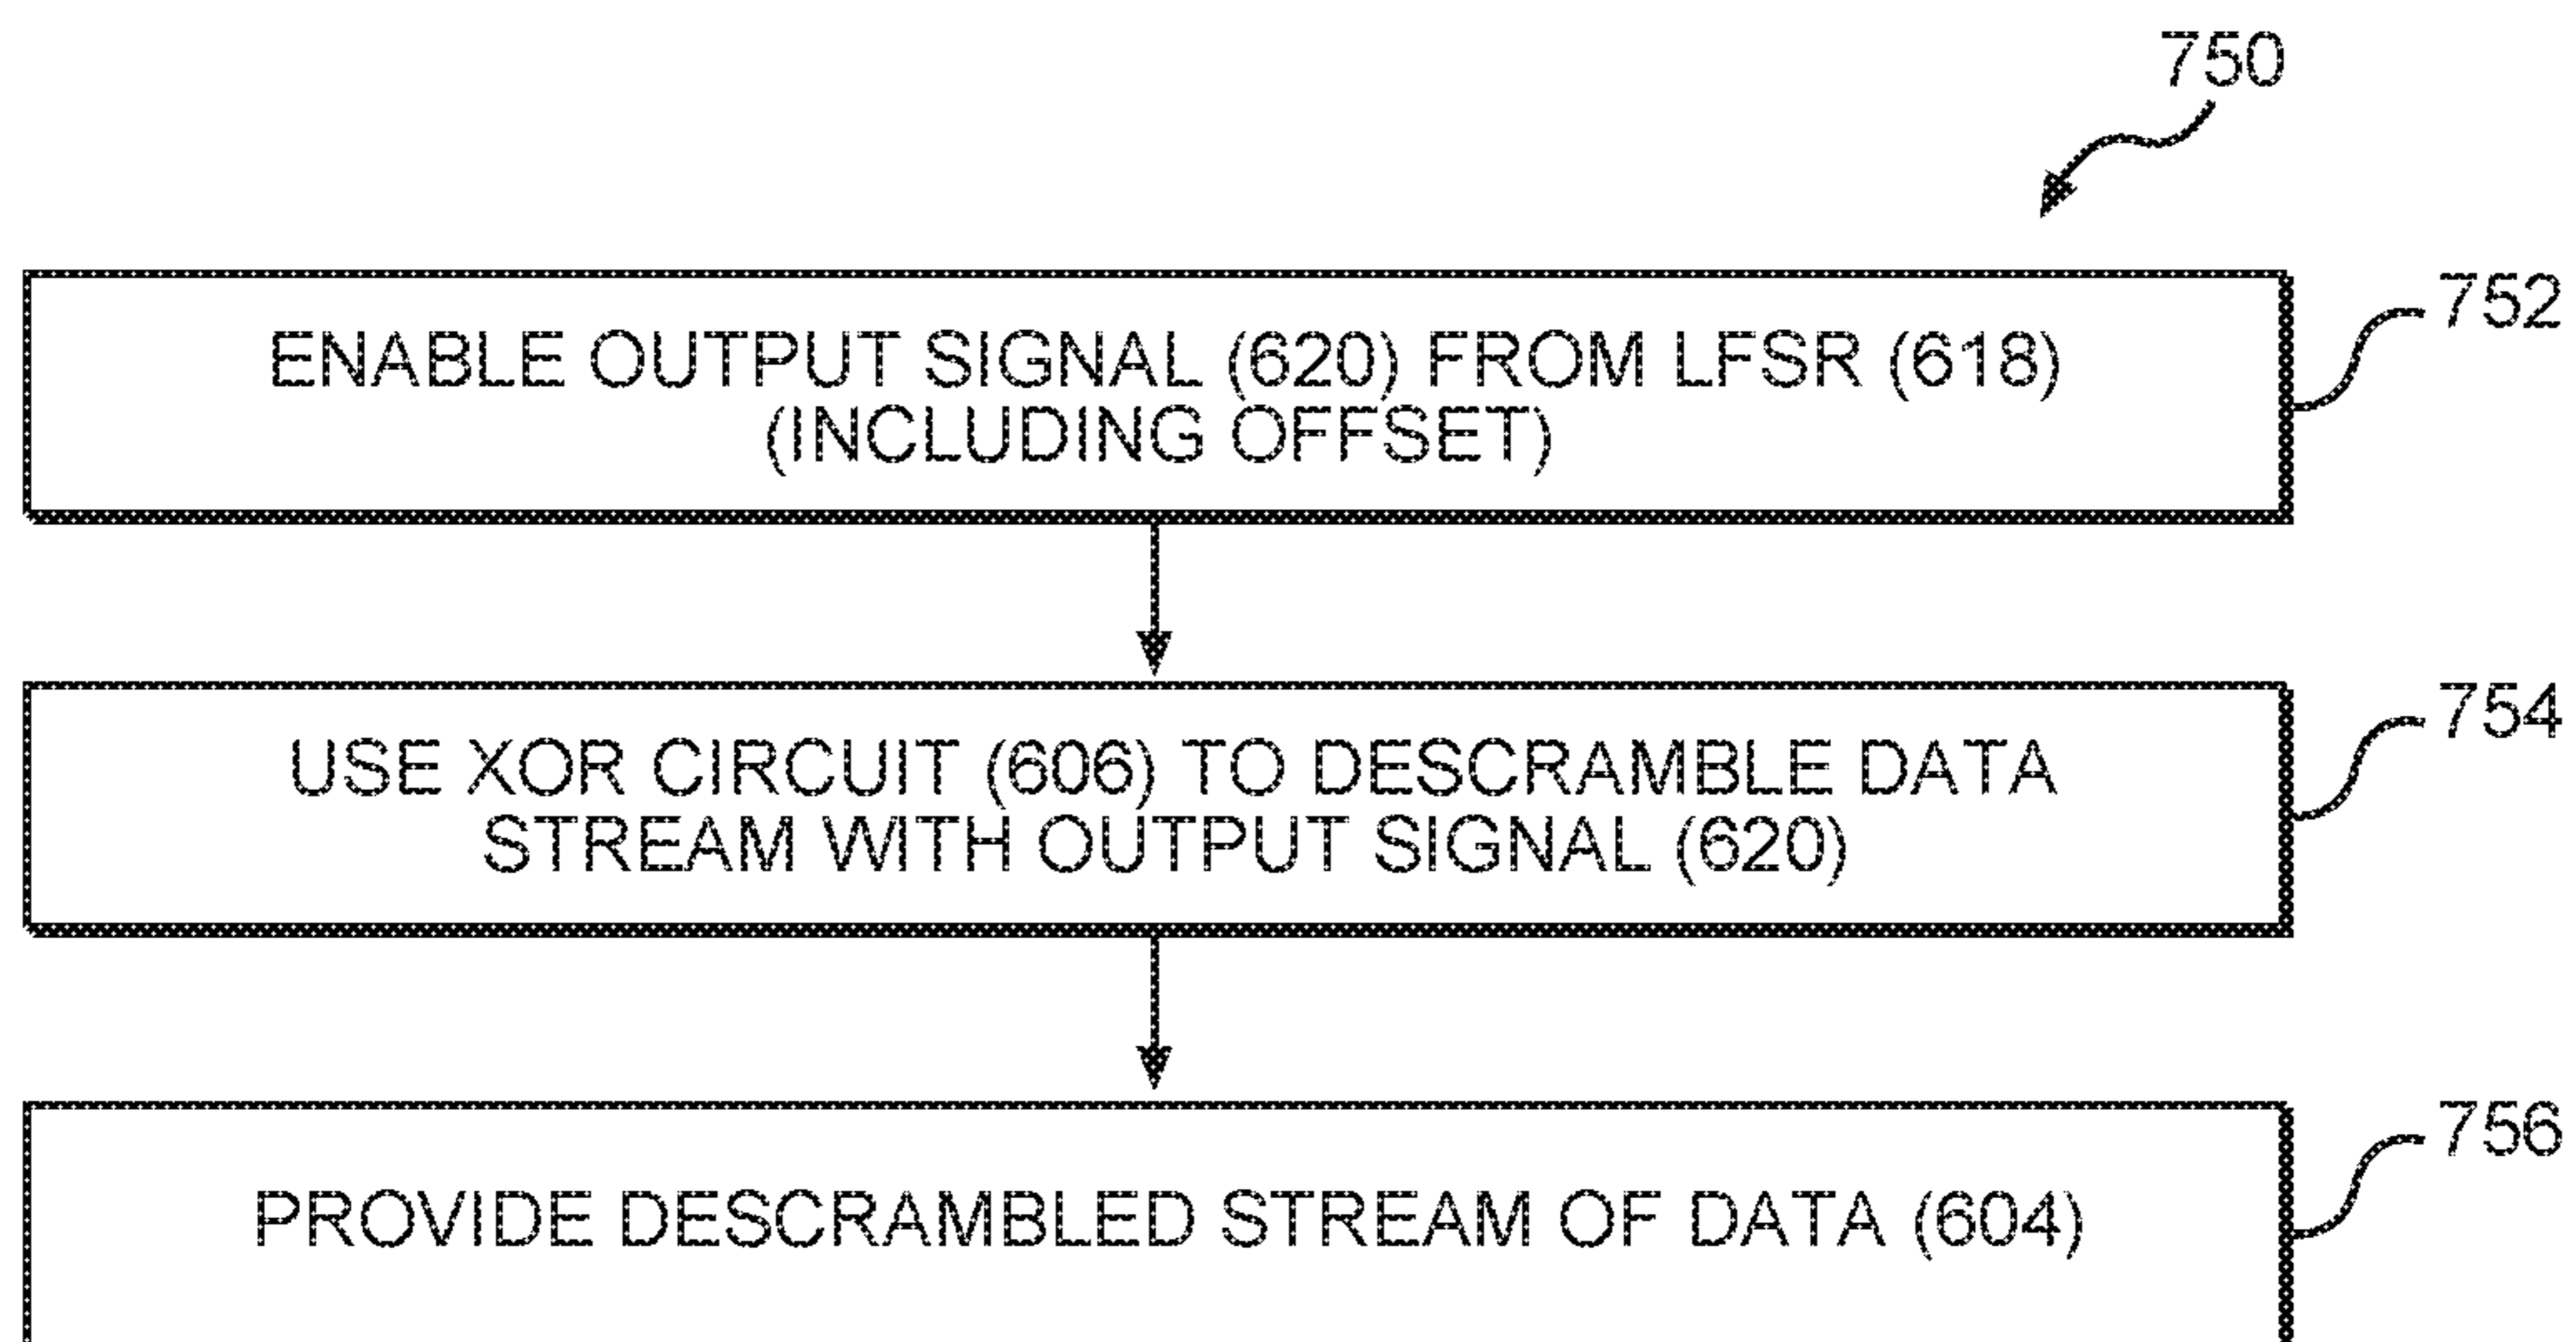 750
752
ENABLE OUTPUT SIGNAL (620) FROM LFSR (618)
(INCLUDING OFFSET)
754
USE XOR CIRCUIT (606) TO DESCRAMBLE DATA
STREAM WITH OUTPUT SIGNAL (620)
756
PROVIDE DESCRAMBLED STREAM OF DATA (604)